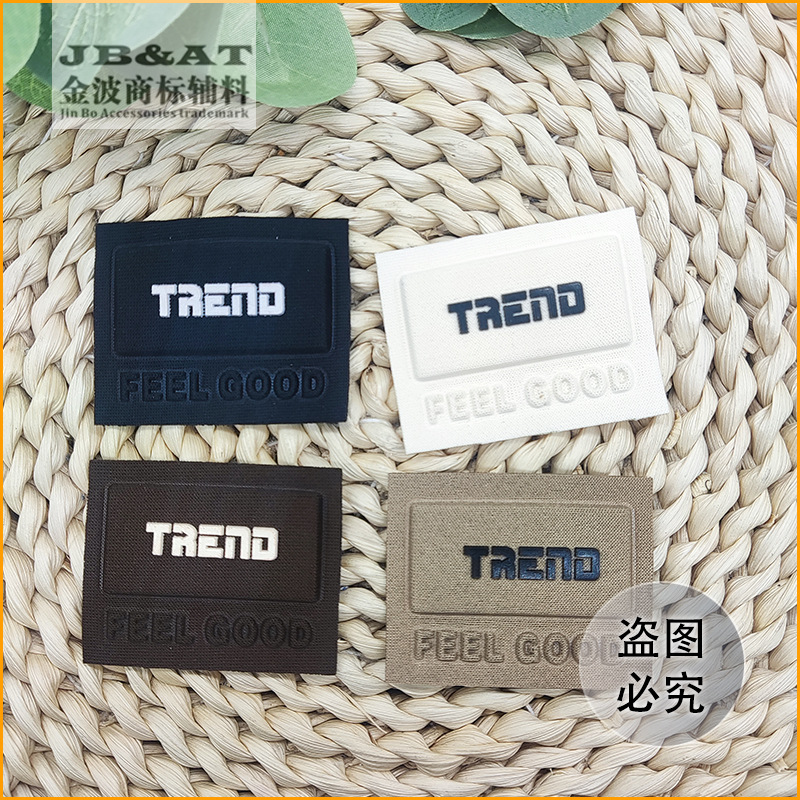 JB&AT
金波商标辅料
Jin Bo Accessories trademark
TREND
FEEL GOOD
TREND
FEEL GOOD
TREND
FEEL GOOD
TREND
FEEL GOOD
盗图
必究